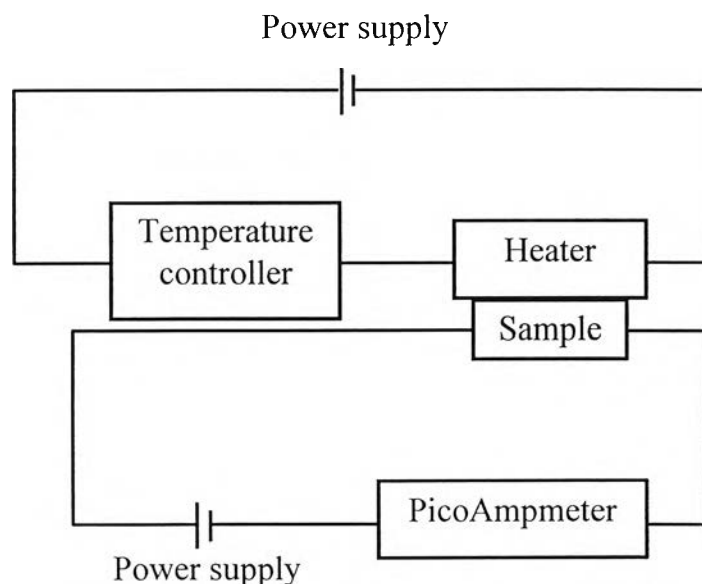 Power supply
Temperature
controller
Heater
Sample
PicoAmpmeter
Power supply